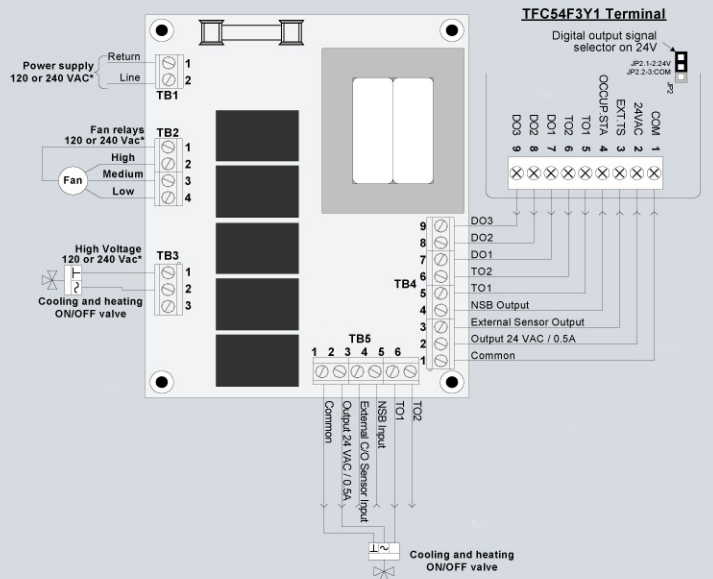 TFC54F3Y1 Terminal
Digital output signal
selector on 24V
JP2.1-2:24V
JP2.2-3:COM
JP2
DO3
DO2
DO1
TO2
TO1
OCCUP.STA
EXT.TS
24VAC
COM
9
8
7
6
5
4
3
2
1
Power supply
120 or 240 VAC*
Return
Line
1
2
TB1
Fan relays
120 or 240 Vac*
TB2
High
Medium
Low
Fan
1
2
3
4
High Voltage
120 or 240 Vac*
TB3
1
2
3
Cooling and heating
ON/OFF valve
TB4
9
8
7
6
5
4
3
2
1
DO3
DO2
DO1
TO2
TO1
NSB Output
External Sensor Output
Output 24 VAC / 0.5A
Common
TB5
1 2 3 4 5 6
Common
Output 24 VAC / 0.5A
External C/O Sensor Input
NSB Input
TO1
TO2
Cooling and heating
ON/OFF valve